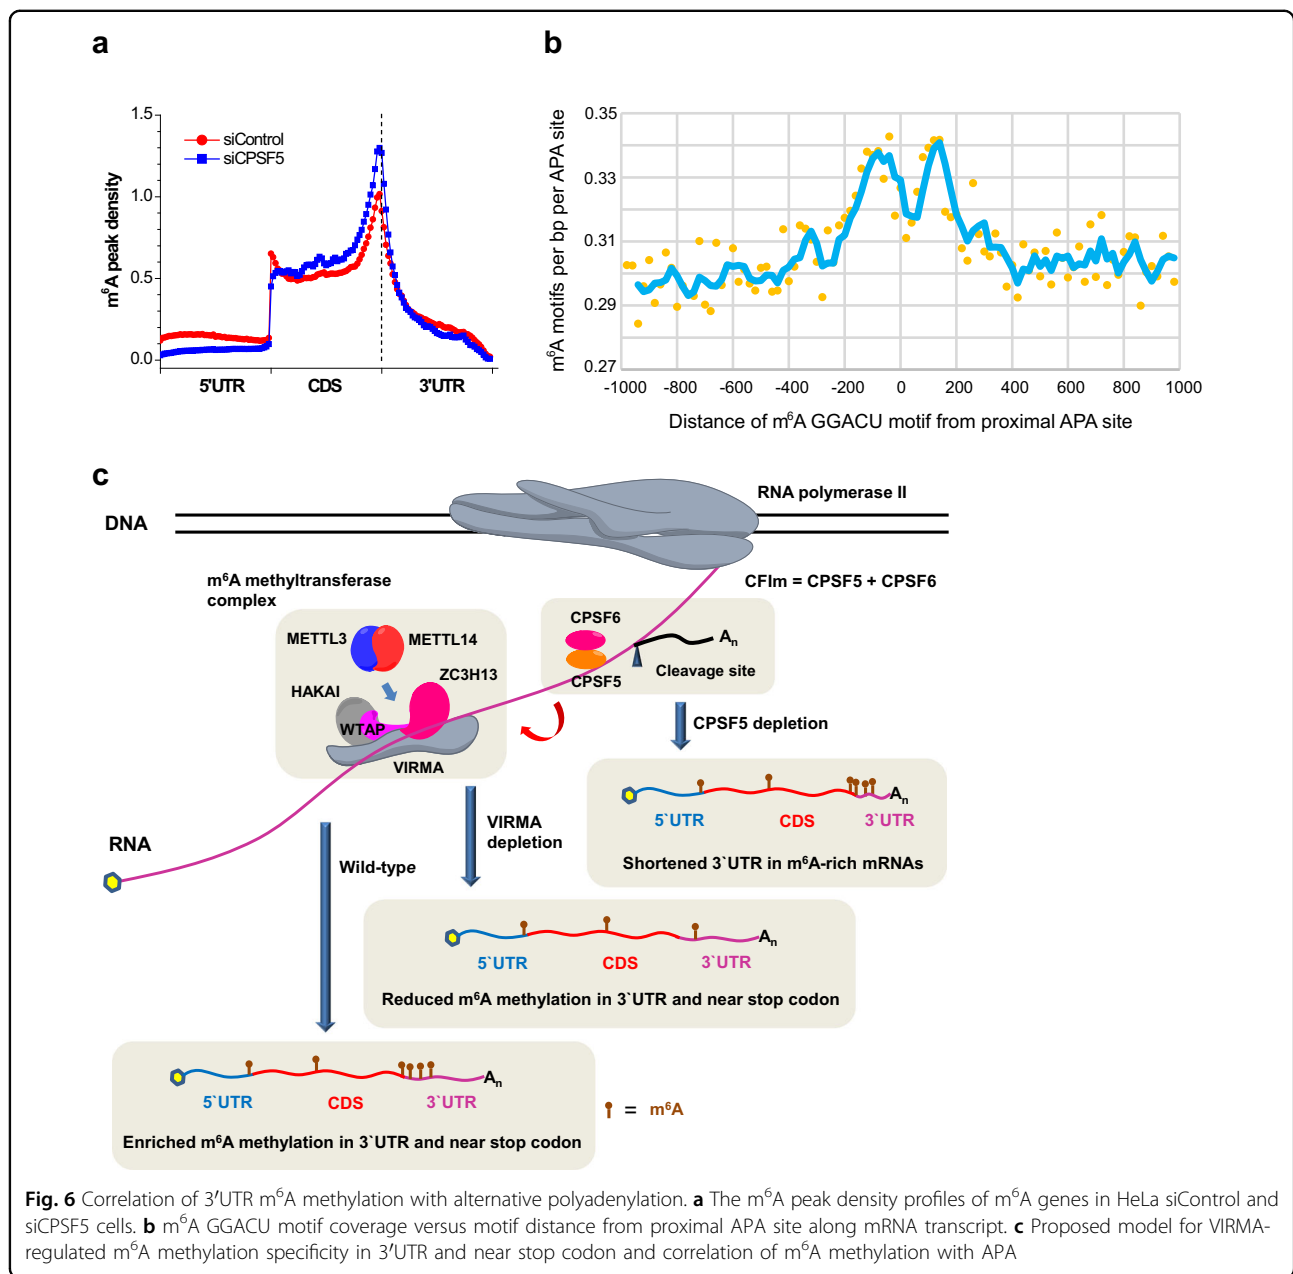 a
b
1.5
1.0
0.5
0.0
m⁶A peak density
siControl
siCPSF5
5'UTR CDS 3'UTR
0.35
0.33
0.31
0.29
0.27
m⁶A motifs per bp per APA site
-1000 -800 -600 -400 -200 0 200 400 600 800 1000
Distance of m⁶A GGACU motif from proximal APA site
c
RNA polymerase II
DNA
m⁶A methyltransferase
complex
CFIm = CPSF5 + CPSF6
METTL3
METTL14
ZC3H13
HAKAI
WTAP
VIRMA
CPSF6
CPSF5
Aₙ
Cleavage site
CPSF5 depletion
Aₙ
5`UTR CDS 3`UTR
Shortened 3`UTR in m⁶A-rich mRNAs
RNA
VIRMA
depletion
Wild-type
Aₙ
5`UTR CDS 3`UTR
Reduced m⁶A methylation in 3`UTR and near stop codon
Aₙ
5`UTR CDS 3`UTR
Enriched m⁶A methylation in 3`UTR and near stop codon
= m⁶A
Fig. 6 Correlation of 3′UTR m⁶A methylation with alternative polyadenylation. a The m⁶A peak density profiles of m⁶A genes in HeLa siControl and
siCPSF5 cells. b m⁶A GGACU motif coverage versus motif distance from proximal APA site along mRNA transcript. c Proposed model for VIRMA-
regulated m⁶A methylation specificity in 3′UTR and near stop codon and correlation of m⁶A methylation with APA